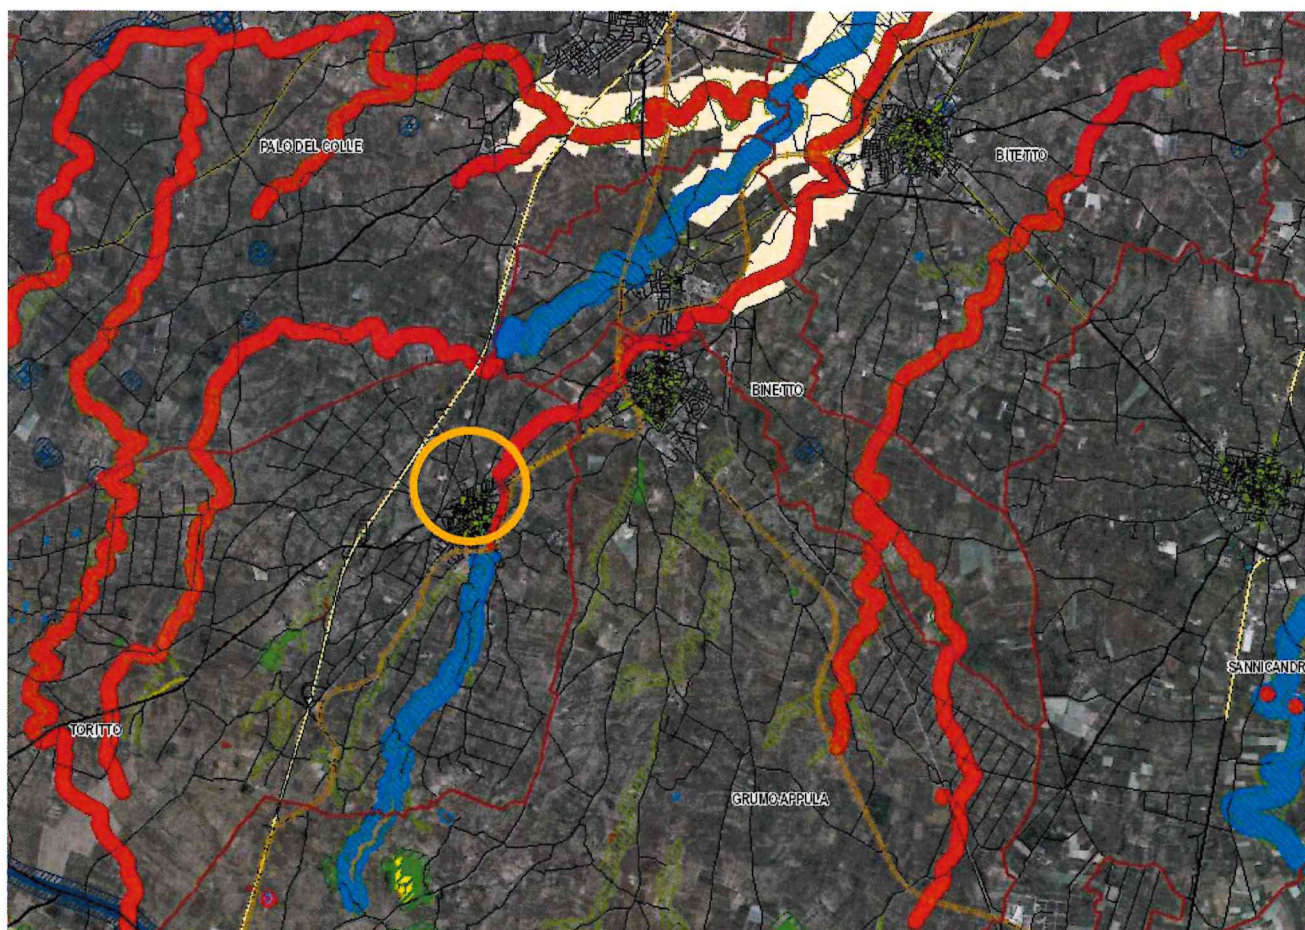 PALO DEL COLLE
BITETTO
BINETTO
SANNICANDR
TORITTO
GRUMO APPULA